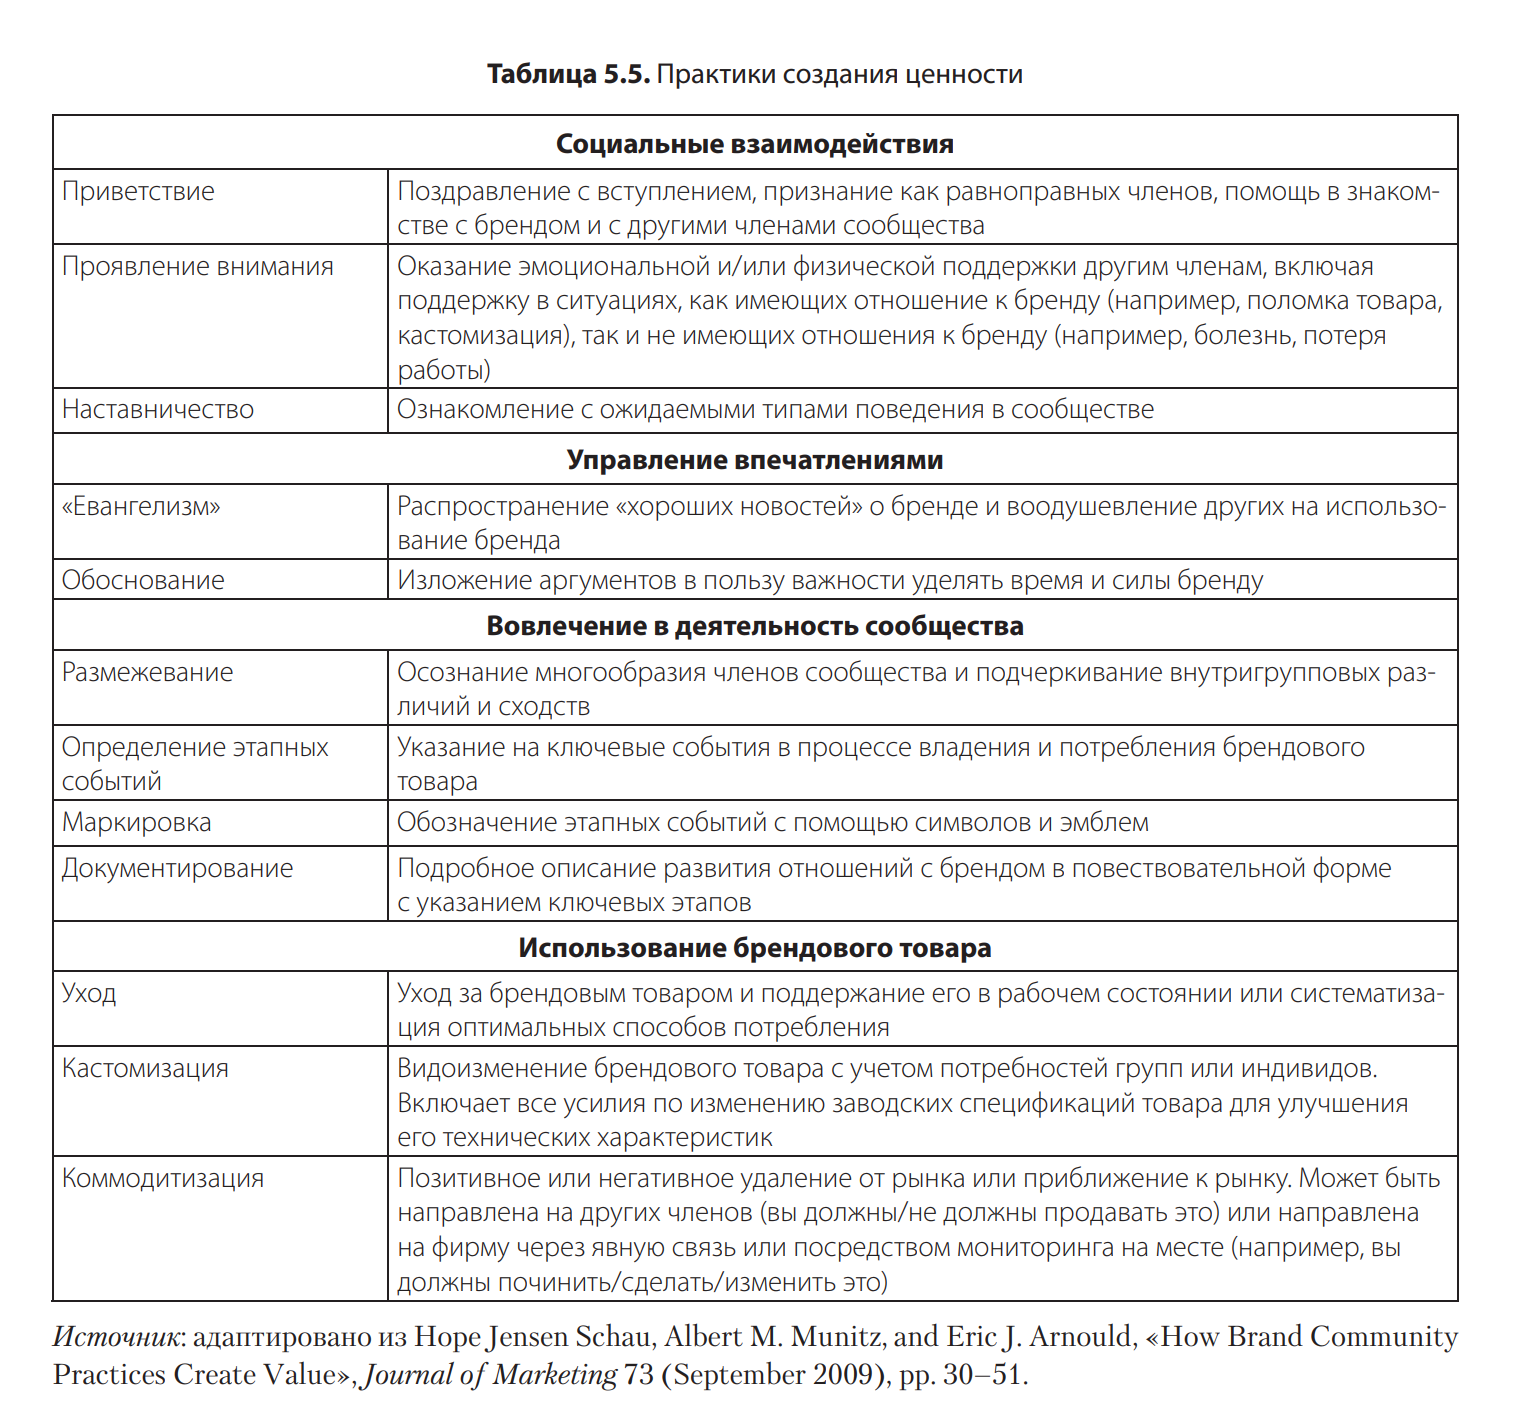 Таблица 5.5. Практики создания ценности
Социальные взаимодействия
Приветствие
Поздравление с вступлением, признание как равноправных членов, помощь в знаком-
стве с брендом и с другими членами сообщества
Проявление внимания
Оказание эмоциональной и/или физической поддержки другим членам, включая
поддержку в ситуациях, как имеющих отношение к бренду (например, поломка товара,
кастомизация), так и не имеющих отношения к бренду (например, болезнь, потеря
работы)
Наставничество
Ознакомление с ожидаемыми типами поведения в сообществе
Управление впечатлениями
«Евангелизм»
Распространение «хороших новостей» о бренде и воодушевление других на использо-
вание бренда
Обоснование
Изложение аргументов в пользу важности уделять время и силы бренду
Вовлечение в деятельность сообщества
Размежевание
Осознание многообразия членов сообщества и подчеркивание внутригрупповых раз-
личий и сходств
Определение этапных
событий
Указание на ключевые события в процессе владения и потребления брендового
товара
Маркировка
Обозначение этапных событий с помощью символов и эмблем
Документирование
Подробное описание развития отношений с брендом в повествовательной форме
с указанием ключевых этапов
Использование брендового товара
Уход
Уход за брендовым товаром и поддержание его в рабочем состоянии или систематиза-
ция оптимальных способов потребления
Кастомизация
Видоизменение брендового товара с учетом потребностей групп или индивидов.
Включает все усилия по изменению заводских спецификаций товара для улучшения
его технических характеристик
Коммодитизация
Позитивное или негативное удаление от рынка или приближение к рынку. Может быть
направлена на других членов (вы должны/не должны продавать это) или направлена
на фирму через явную связь или посредством мониторинга на месте (например, вы
должны починить/сделать/изменить это)
Источник: адаптировано из Hope Jensen Schau, Albert M. Munitz, and Eric J. Arnould, «How Brand Community
Practices Create Value», Journal of Marketing 73 (September 2009), pp. 30–51.